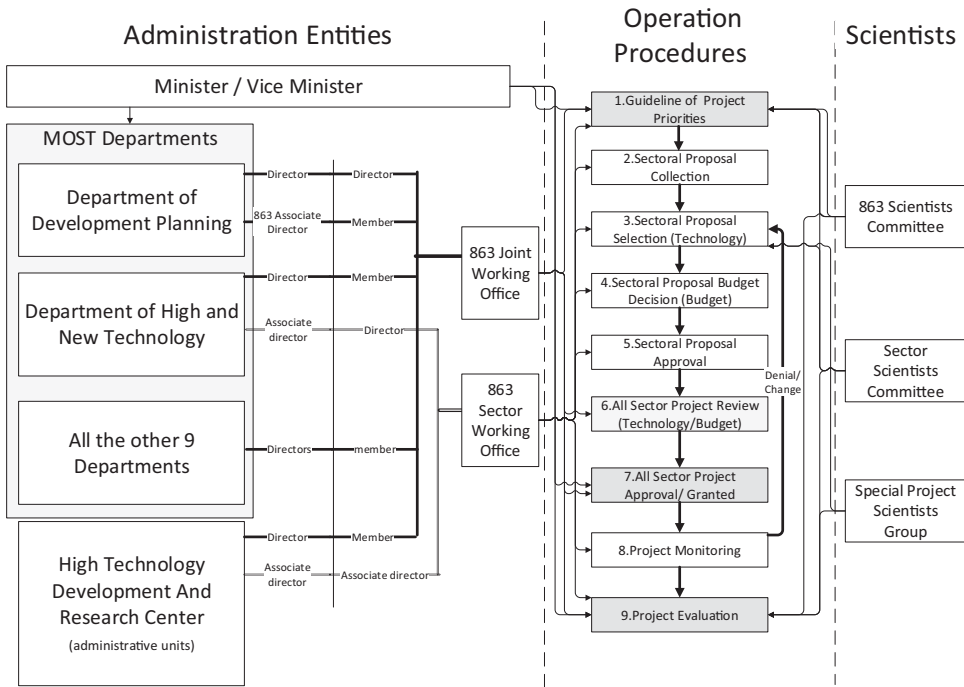 Administration Entities
Operation
Procedures
Scientists
Minister / Vice Minister
MOST Departments
Department of
Development Planning
Director
Director
863 Associate
Director
Member
Department of High and
New Technology
Director
Member
Associate
director
Director
All the other 9
Departments
Directors
member
High Technology
Development And
Research Center
(administrative units)
Director
Member
Associate
director
Associate director
863 Joint
Working
Office
863
Sector
Working
Office
1.Guideline of Project
Priorities
2.Sectoral Proposal
Collection
3.Sectoral Proposal
Selection (Technology)
4.Sectoral Proposal Budget
Decision (Budget)
5.Sectoral Proposal
Approval
Denial/
Change
6.All Sector Project Review
(Technology/Budget)
7.All Sector Project
Approval/ Granted
8.Project Monitoring
9.Project Evaluation
863 Scientists
Committee
Sector
Scientists
Committee
Special Project
Scientists
Group